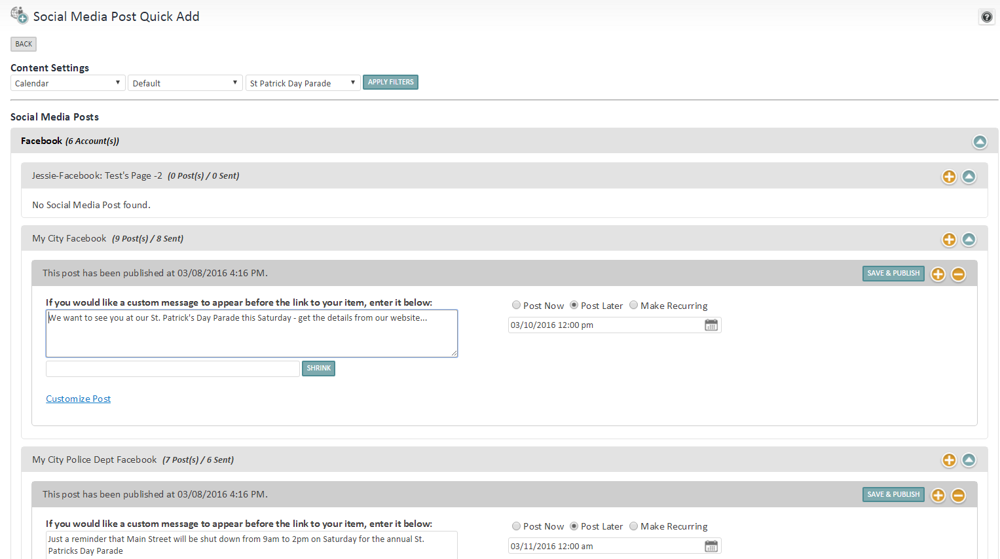 Social Media Post Quick Add
BACK
Content Settings
Calendar Default St Patrick Day Parade APPLY FILTERS
Social Media Posts
Facebook (6 Account(s))
Jessie-Facebook: Test's Page -2 (0 Post(s) / 0 Sent)
No Social Media Post found.
My City Facebook (9 Post(s) / 8 Sent)
This post has been published at 03/08/2016 4:16 PM. SAVE & PUBLISH
If you would like a custom message to appear before the link to your item, enter it below:
Post Now Post Later Make Recurring
We want to see you at our St. Patrick's Day Parade this Saturday - get the details from our website...
03/10/2016 12:00 pm
SHRINK
Customize Post
My City Police Dept Facebook (7 Post(s) / 6 Sent)
This post has been published at 03/08/2016 4:16 PM. SAVE & PUBLISH
If you would like a custom message to appear before the link to your item, enter it below:
Post Now Post Later Make Recurring
Just a reminder that Main Street will be shut down from 9am to 2pm on Saturday for the annual St.
Patricks Day Parade
03/11/2016 12:00 am